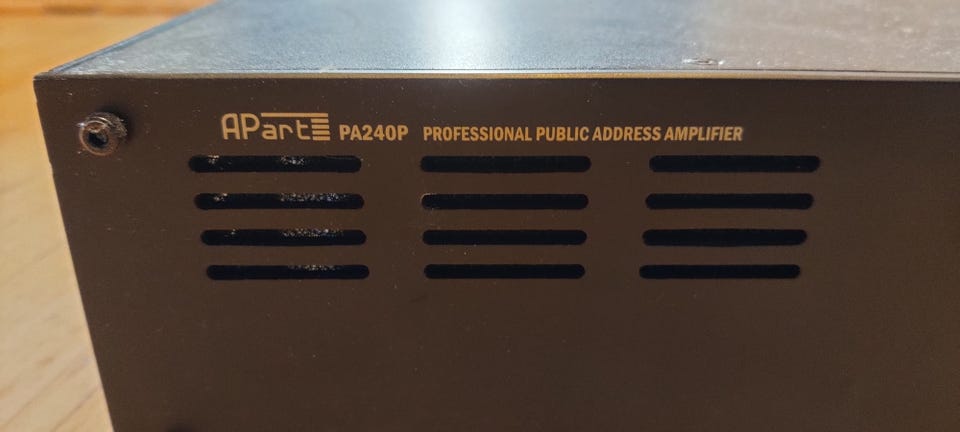 APart PA240P PROFESSIONAL PUBLIC ADDRESS AMPLIFIER